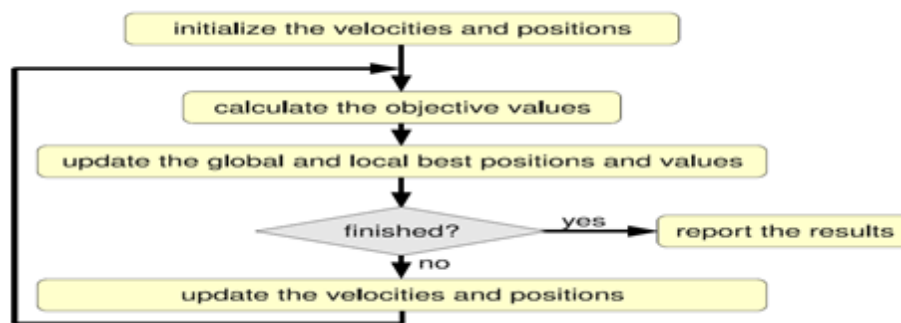 initialize the velocities and positions
calculate the objective values
update the global and local best positions and values
finished?
yes
report the results
no
update the velocities and positions